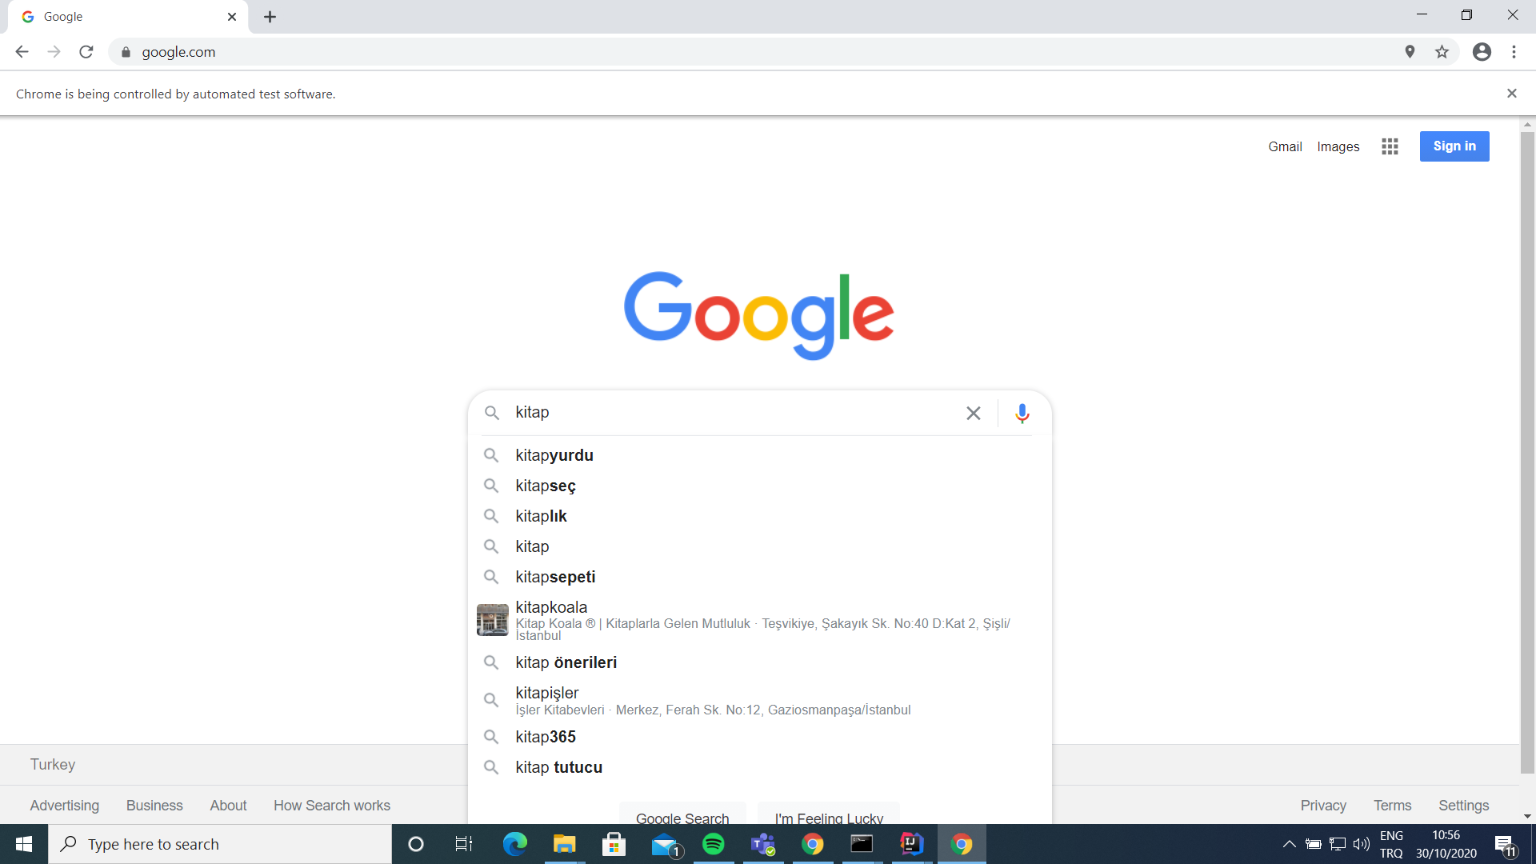 Google
google.com
Chrome is being controlled by automated test software.
Gmail Images Sign in
Google
kitap
kitapyurdu
kitapseç
kitaplık
kitap
kitapsepeti
kitapkoala
Kitap Koala ® | Kitaplarla Gelen Mutluluk · Teşvikiye, Şakayık Sk. No:40 D:Kat 2, Şişli/
İstanbul
kitap önerileri
kitapişler
İşler Kitabevleri · Merkez, Ferah Sk. No:12, Gaziosmanpaşa/İstanbul
kitap365
kitap tutucu
Turkey
Google Search I'm Feeling Lucky
Advertising Business About How Search works Privacy Terms Settings
Type here to search
1
IJ
ENG
TRQ
10:56
30/10/2020
11